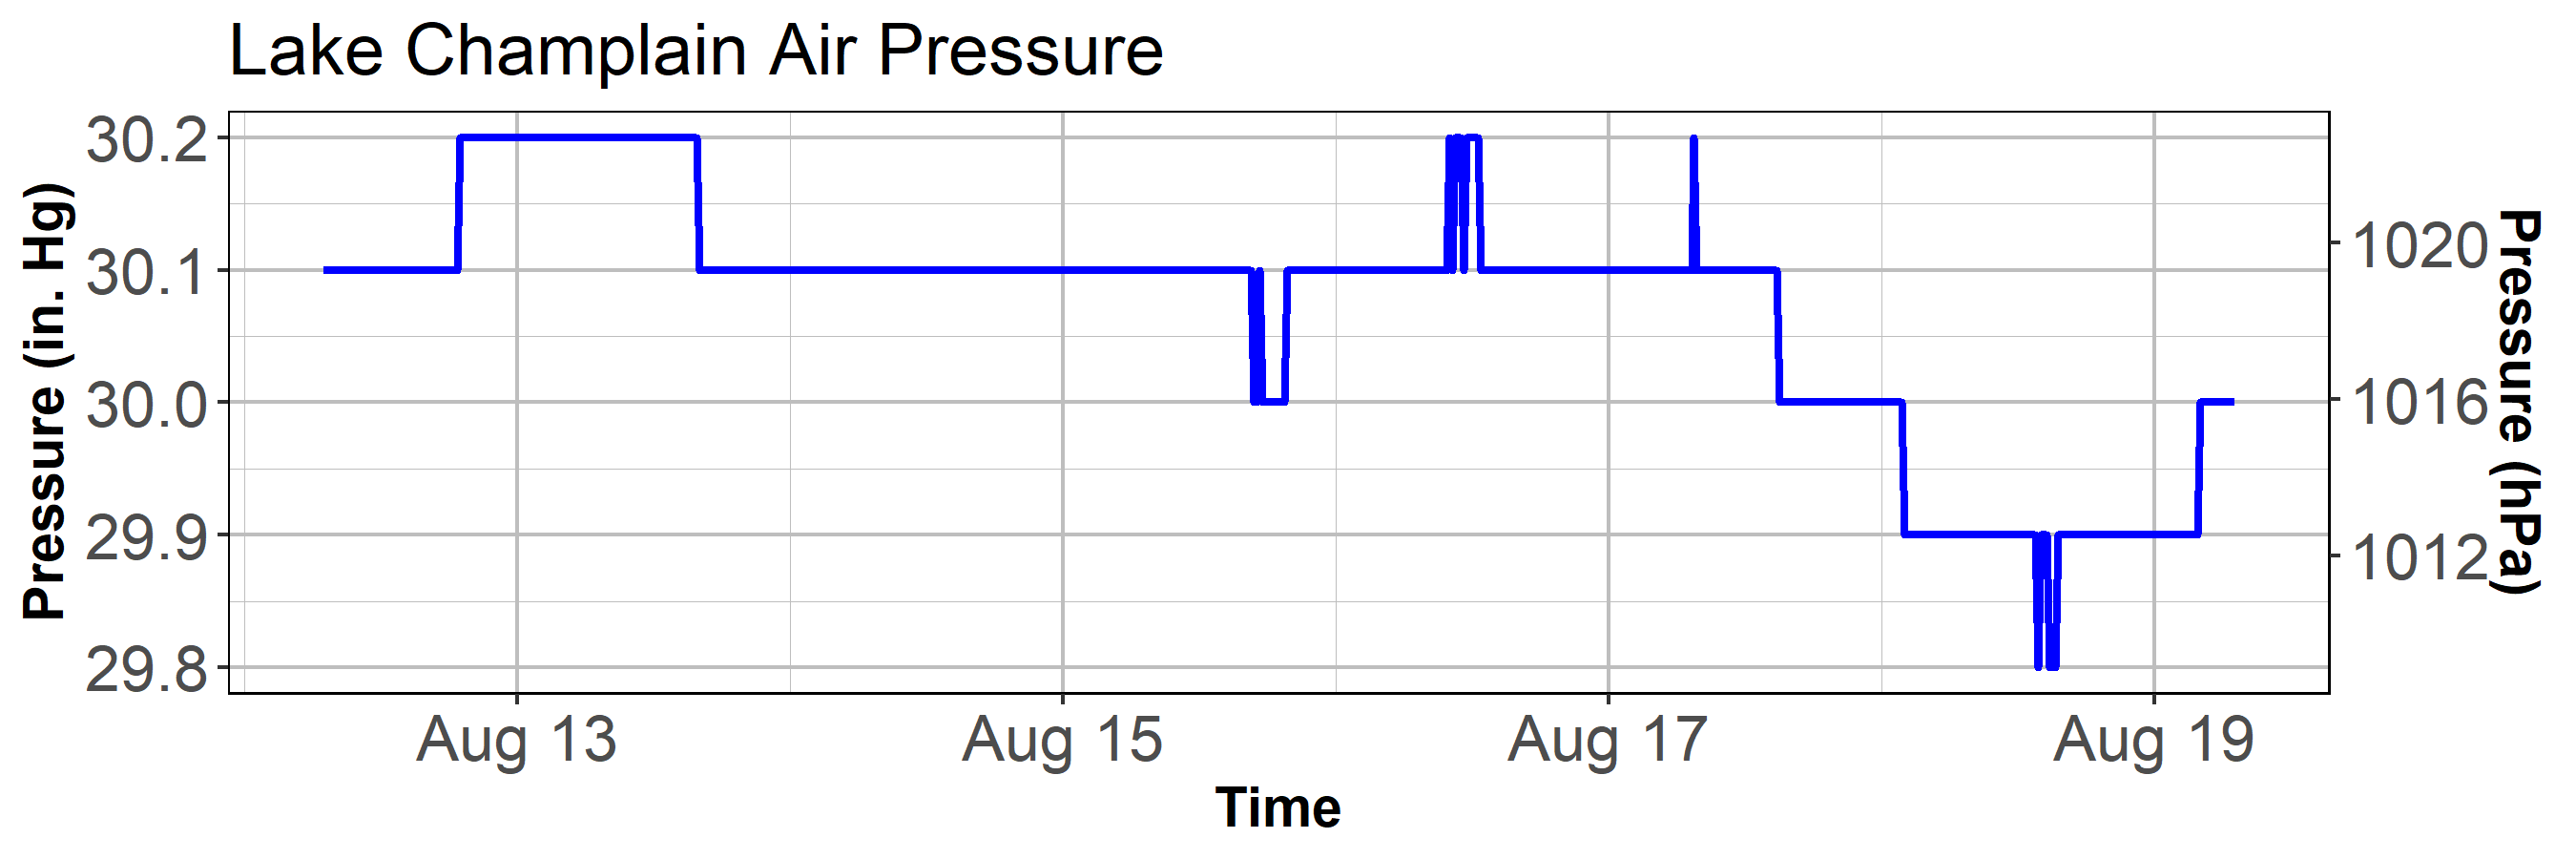 Lake Champlain Air Pressure
Pressure (in. Hg)
30.2
30.1
30.0
29.9
29.8
1020
1016
1012
Pressure (hPa)
Aug 13
Aug 15
Aug 17
Aug 19
Time